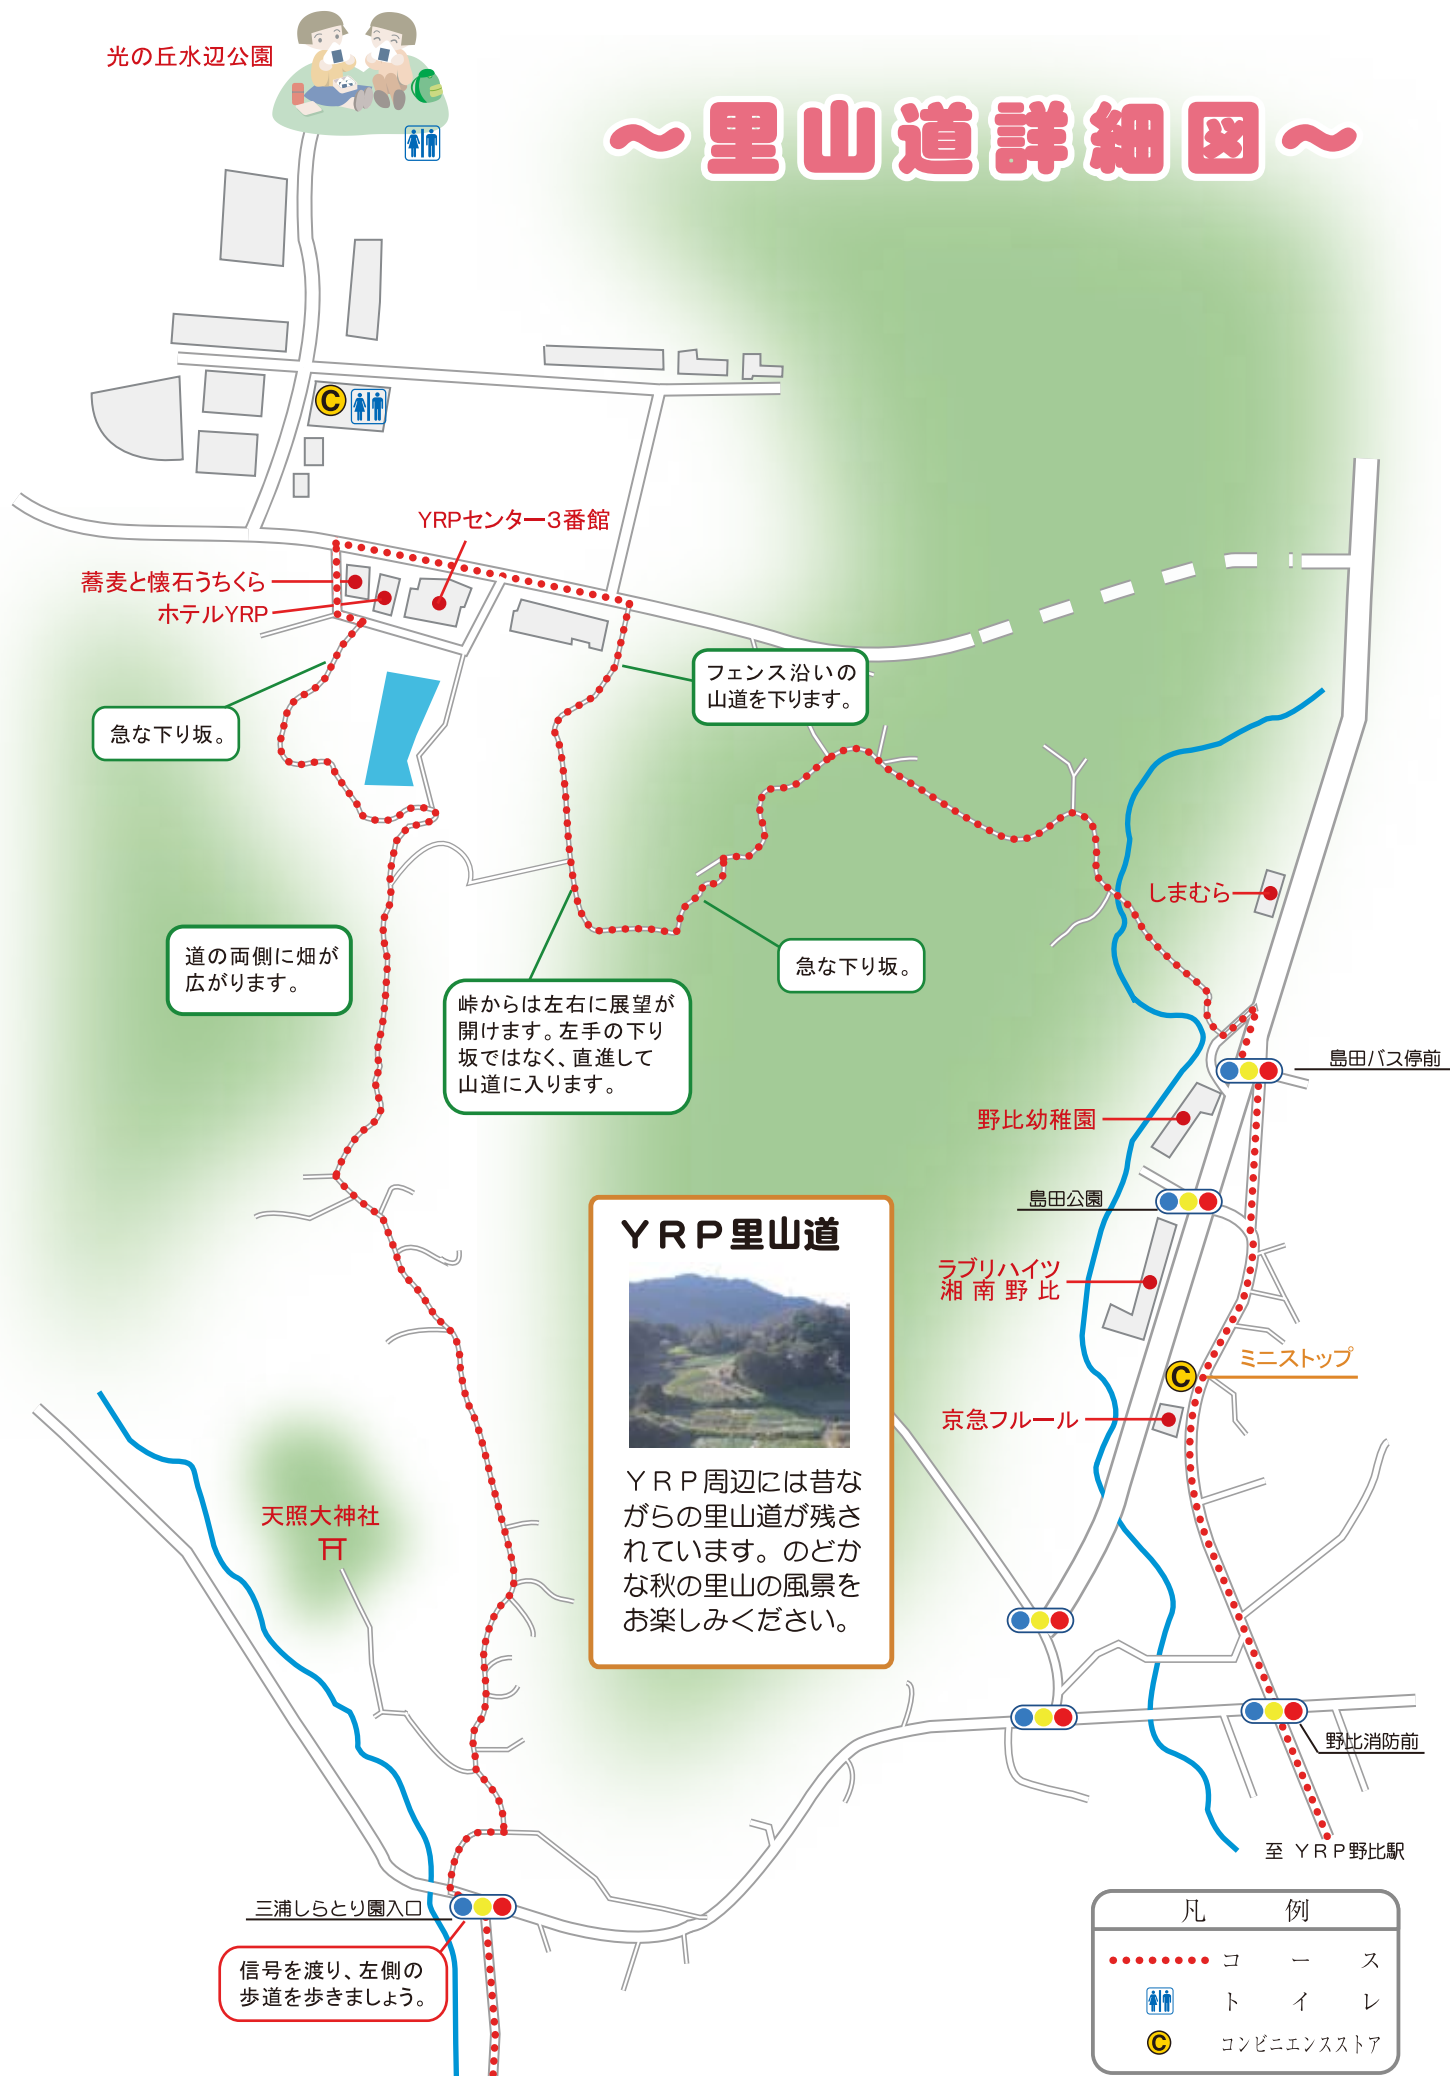 光の丘水辺公園
～里山道詳細図～
C
YRPセンター3番館
蕎麦と懐石うちくら
ホテルYRP
フェンス沿いの
山道を下ります。
急な下り坂。
しまむら
道の両側に畑が
広がります。
急な下り坂。
峠からは左右に展望が
開けます。左手の下り
坂ではなく、直進して
山道に入ります。
島田バス停前
野比幼稚園
島田公園
YRP里山道
ラブリハイツ
湘南野比
ミニストップ
C
京急フルール
YRP周辺には昔な
がらの里山道が残さ
れています。のどか
な秋の里山の風景を
お楽しみください。
天照大神社
野比消防前
至 YRP野比駅
三浦しらとり園入口
信号を渡り、左側の
歩道を歩きましょう。
凡例
コース
トイレ
C コンビニエンスストア